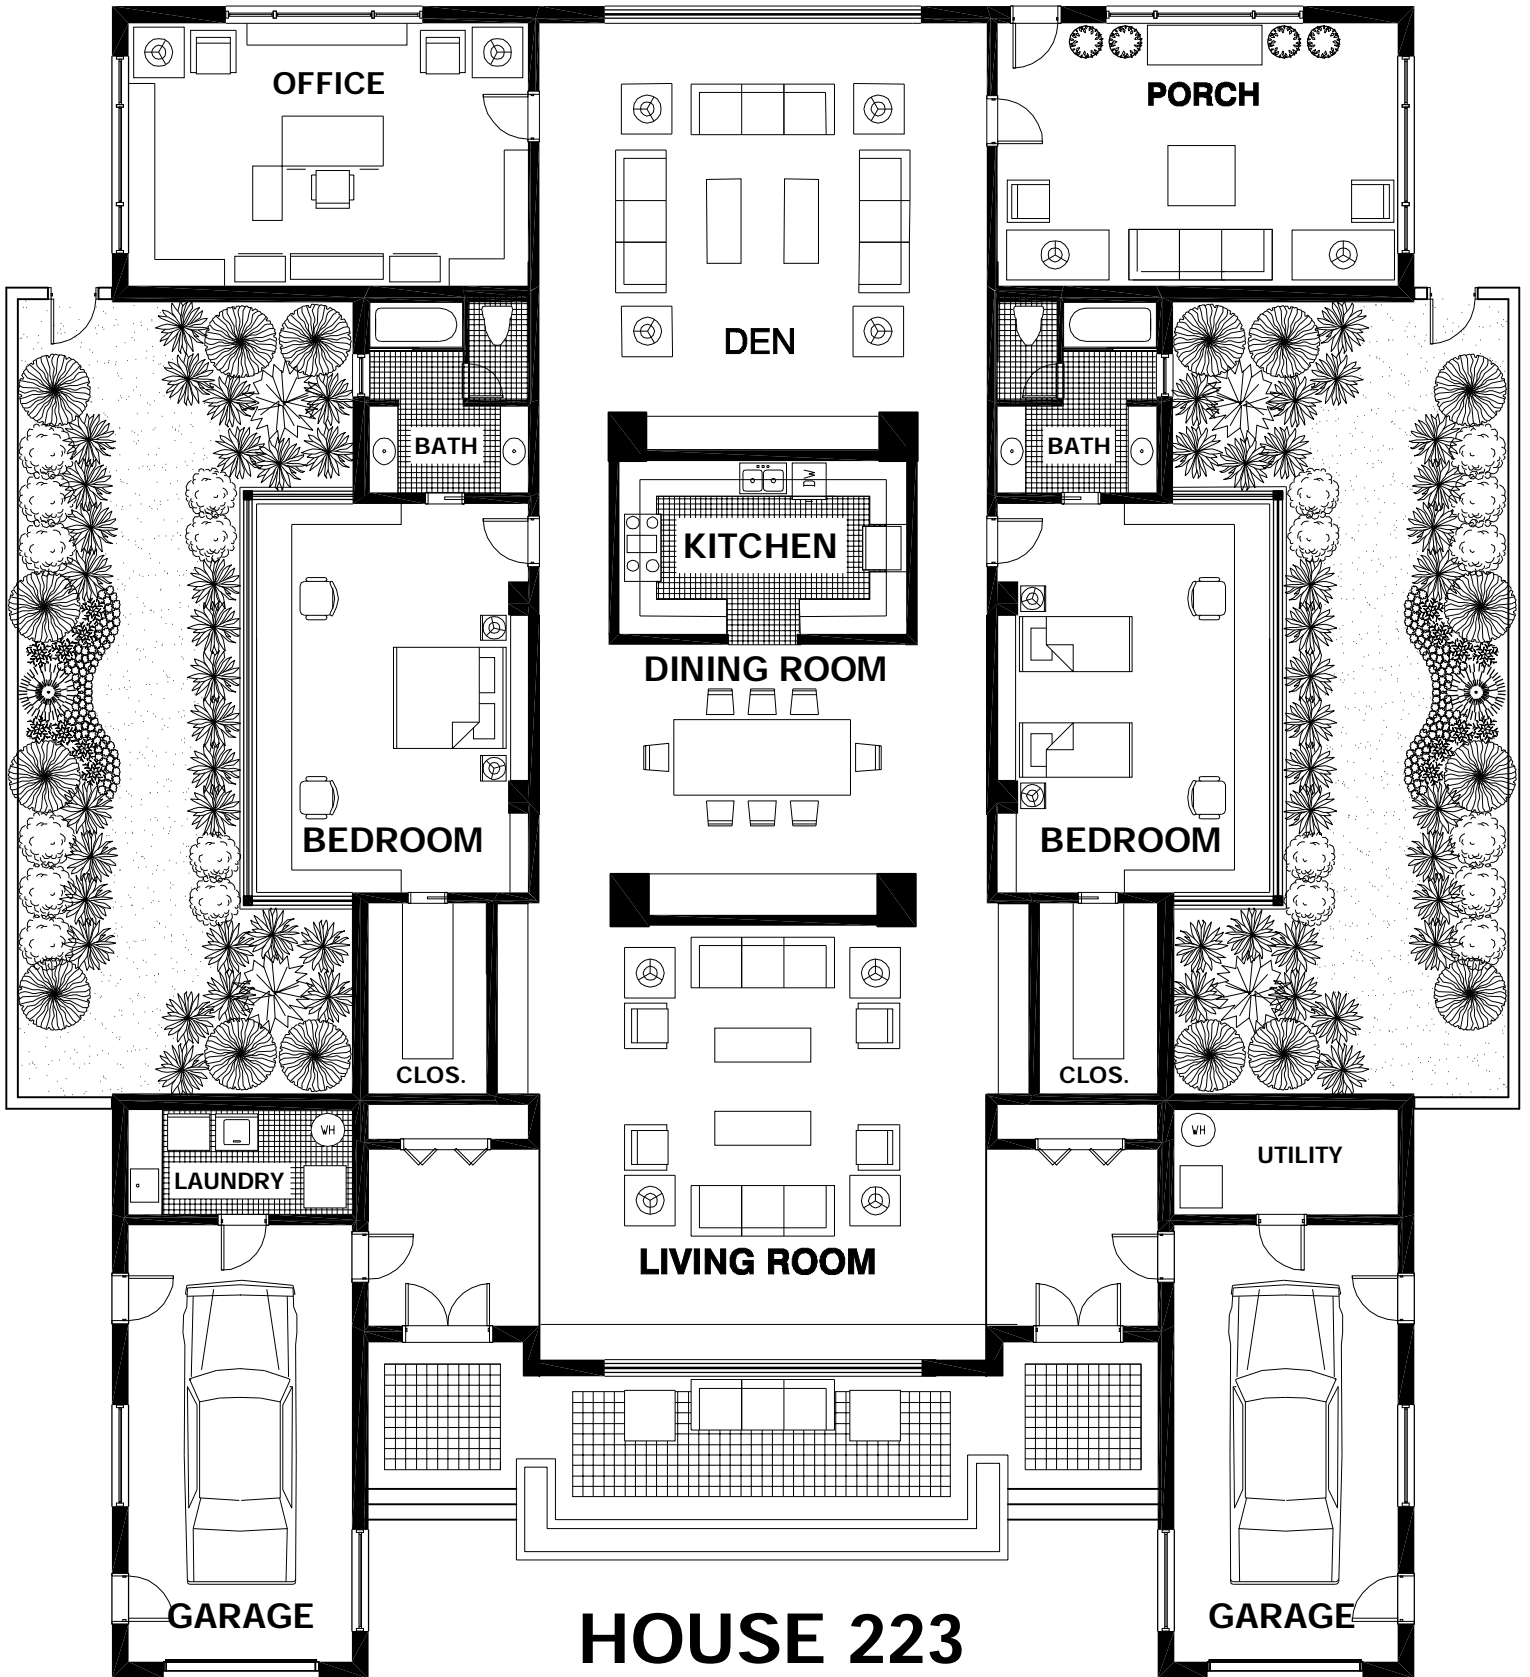 OFFICE
PORCH
DEN
BATH
BATH
DW
KITCHEN
DINING ROOM
BEDROOM
BEDROOM
CLOS.
CLOS.
WH
WH
LAUNDRY
UTILITY
LIVING ROOM
GARAGE
GARAGE
HOUSE 223